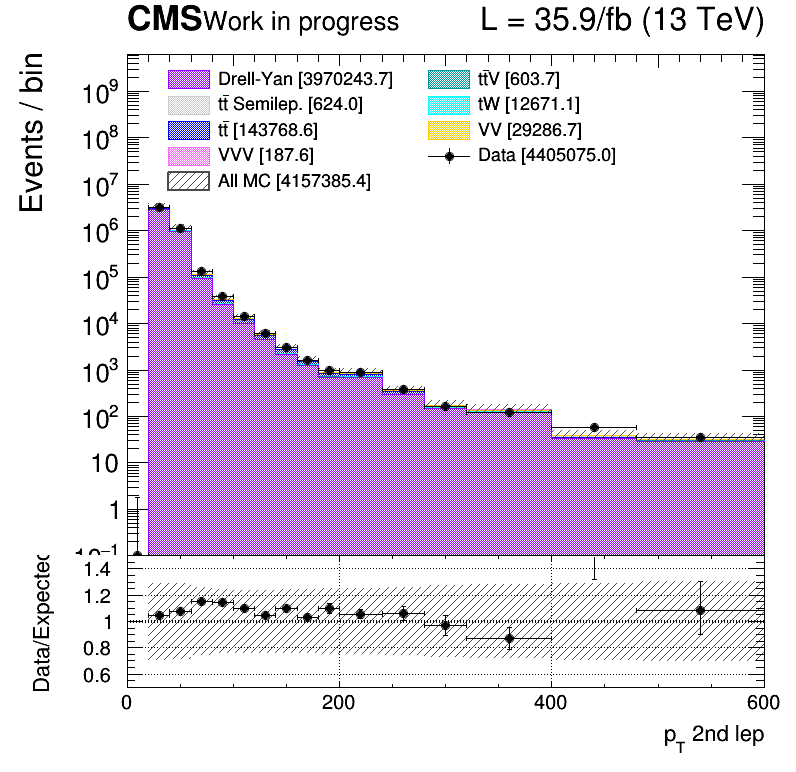 CMS Work in progress L = 35.9/fb (13 TeV)
Events / bin
Drell-Yan [3970243.7] tt̄V [603.7]
tt̄ Semilep. [624.0] tW [12671.1]
tt̄ [143768.6] VV [29286.7]
VVV [187.6] Data [4405075.0]
All MC [4157385.4]
10⁹
10⁸
10⁷
10⁶
10⁵
10⁴
10³
10²
10
1
10⁻¹
Data/Expected
1.4
1.2
1
0.8
0.6
0 200 400 600
p_T 2nd lep